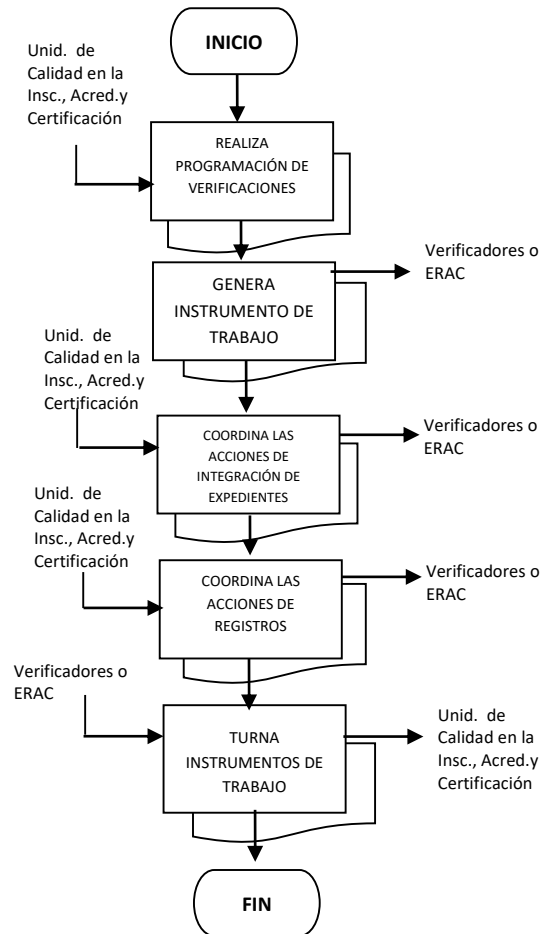 INICIO
Unid. de
Calidad en la
Insc., Acred.y
Certificación
REALIZA
PROGRAMACIÓN DE
VERIFICACIONES
Verificadores o
ERAC
GENERA
INSTRUMENTO DE
TRABAJO
Unid. de
Calidad en la
Insc., Acred.y
Certificación
Verificadores o
ERAC
COORDINA LAS
ACCIONES DE
INTEGRACIÓN DE
EXPEDIENTES
Unid. de
Calidad en la
Insc., Acred.y
Certificación
Verificadores o
ERAC
COORDINA LAS
ACCIONES DE
REGISTROS
Verificadores o
ERAC
TURNA
INSTRUMENTOS DE
TRABAJO
Unid. de
Calidad en la
Insc., Acred.y
Certificación
FIN